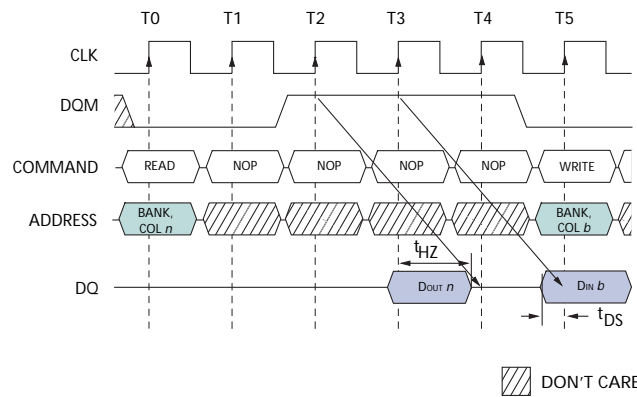 T0 T1 T2 T3 T4 T5
CLK
DQM
COMMAND READ NOP NOP NOP NOP WRITE
ADDRESS BANK, COL n BANK, COL b
tHZ
DQ DOUT n DIN b
tDS
DON'T CARE